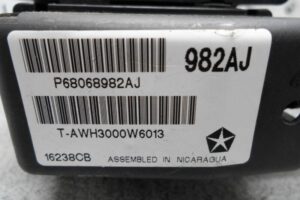 982AJ
P68068982AJ
T-AWH3000W6013
16238CB ASSEMBLED IN NICARAGUA